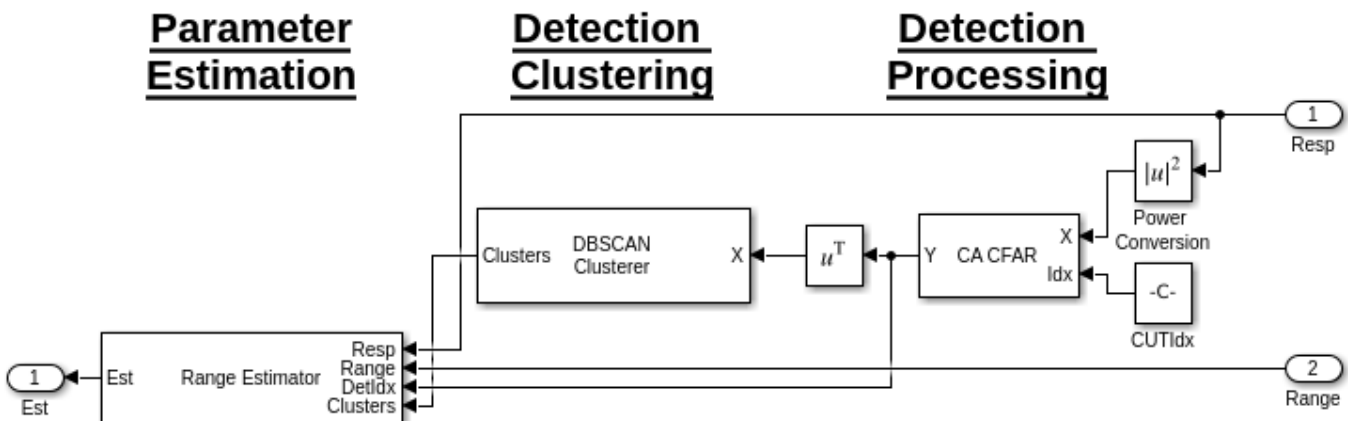 Parameter
Estimation
Detection
Clustering
Detection
Processing
1
Resp
|u|²
Power
Conversion
X
Idx
CA CFAR
Y
-C-
CUTIdx
uᵀ
X
DBSCAN
Clusterer
Clusters
Resp
Range
DetIdx
Clusters
Range Estimator
Est
1
Est
2
Range